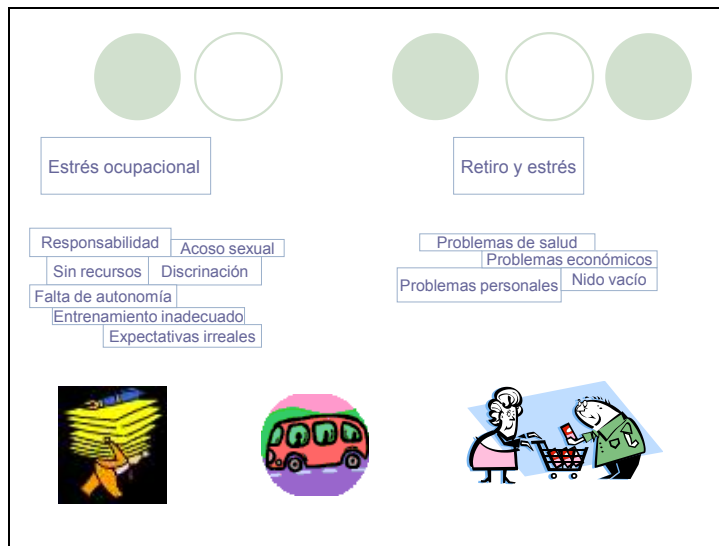 Estrés ocupacional
Responsabilidad
Acoso sexual
Sin recursos
Discrinación
Falta de autonomía
Entrenamiento inadecuado
Expectativas irreales
Retiro y estrés
Problemas de salud
Problemas económicos
Problemas personales
Nido vacío